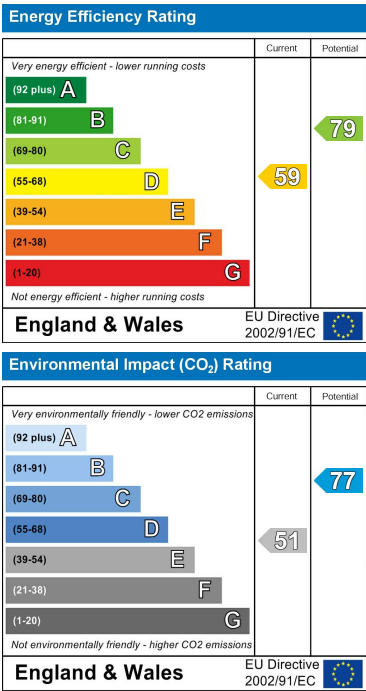 Energy Efficiency Rating
Current Potential
Very energy efficient - lower running costs
(92 plus) A
(81-91) B
(69-80) C
(55-68) D
(39-54) E
(21-38) F
(1-20) G
59
79
Not energy efficient - higher running costs
England & Wales
EU Directive
2002/91/EC
Environmental Impact (CO₂) Rating
Current Potential
Very environmentally friendly - lower CO2 emissions
(92 plus) A
(81-91) B
(69-80) C
(55-68) D
(39-54) E
(21-38) F
(1-20) G
51
77
Not environmentally friendly - higher CO2 emissions
England & Wales
EU Directive
2002/91/EC